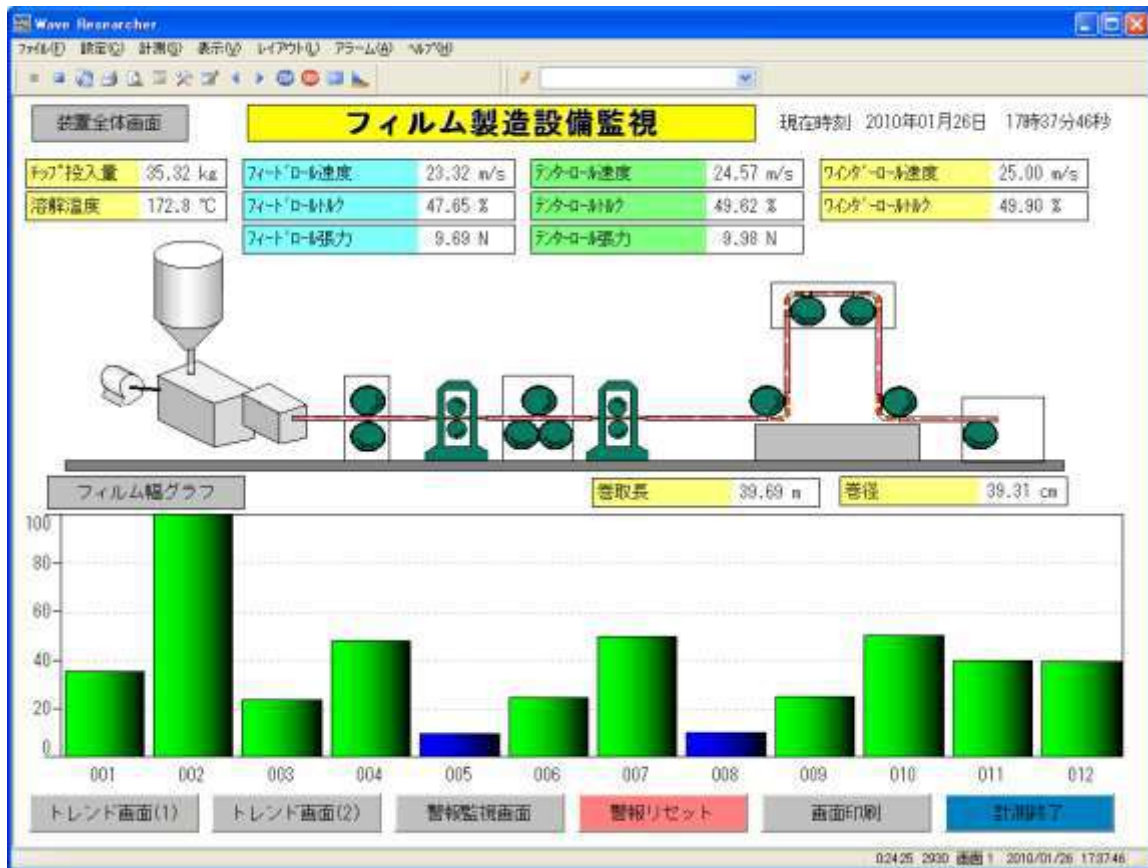 Wave Researcher
ファイル(F) 設定(C) 計測(S) 表示(V) レイアウト(L) アラーム(A) ヘルプ(H)
装置全体画面 フィルム製造設備監視 現在時刻 2010年01月26日 17時37分46秒
チップ投入量 35.32 kg フィードロール速度 23.32 m/s テンターロール速度 24.57 m/s ワインダーロール速度 25.00 m/s
溶解温度 172.8 ℃ フィードロールトルク 47.65 % テンターロールトルク 49.62 % ワインダーロールトルク 49.90 %
フィードロール張力 9.69 N テンターロール張力 9.98 N
フィルム幅グラフ 巻取長 39.69 m 巻径 39.31 cm
100
80
60
40
20
0
001 002 003 004 005 006 007 008 009 010 011 012
トレンド画面(1) トレンド画面(2) 警報監視画面 警報リセット 画面印刷 計測終了
02425 2930 画面 1 2010/01/26 17:37:46